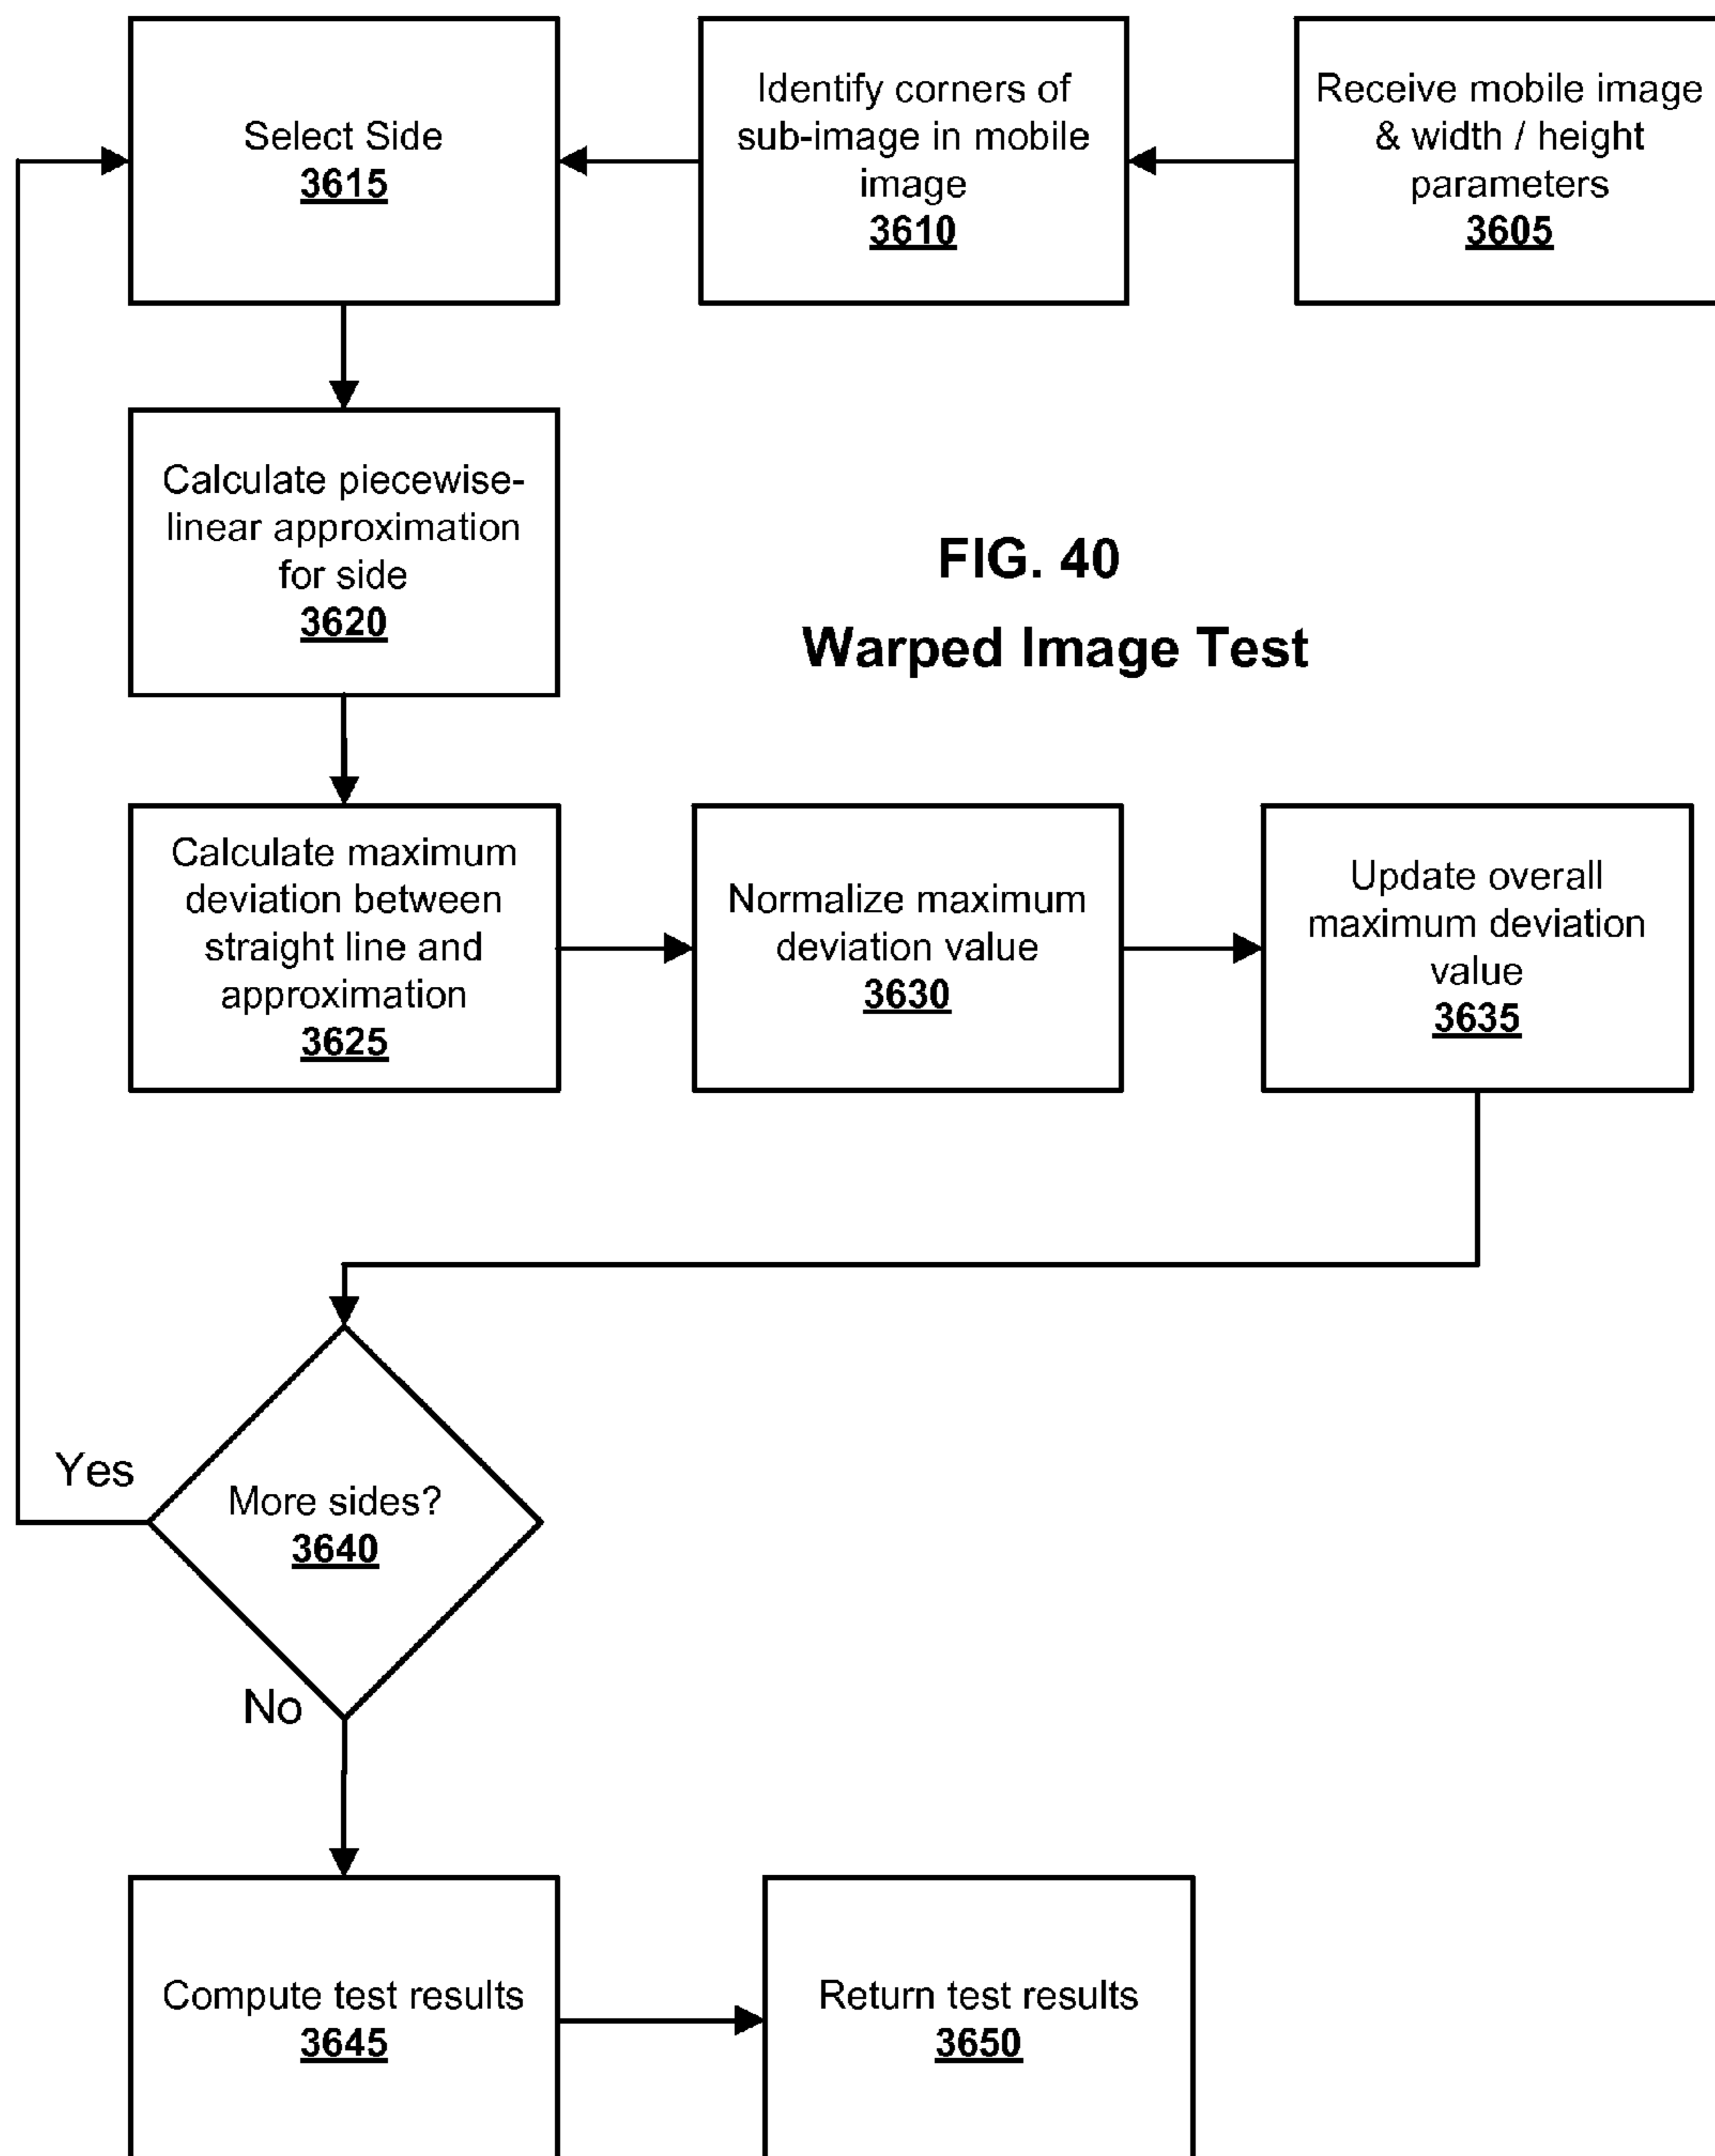 Select Side
3615
Identify corners of
sub-image in mobile
image
3610
Receive mobile image
& width / height
parameters
3605
Calculate piecewise-
linear approximation
for side
3620
FIG. 40
Warped Image Test
Calculate maximum
deviation between
straight line and
approximation
3625
Normalize maximum
deviation value
3630
Update overall
maximum deviation
value
3635
Yes
More sides?
3640
No
Compute test results
3645
Return test results
3650